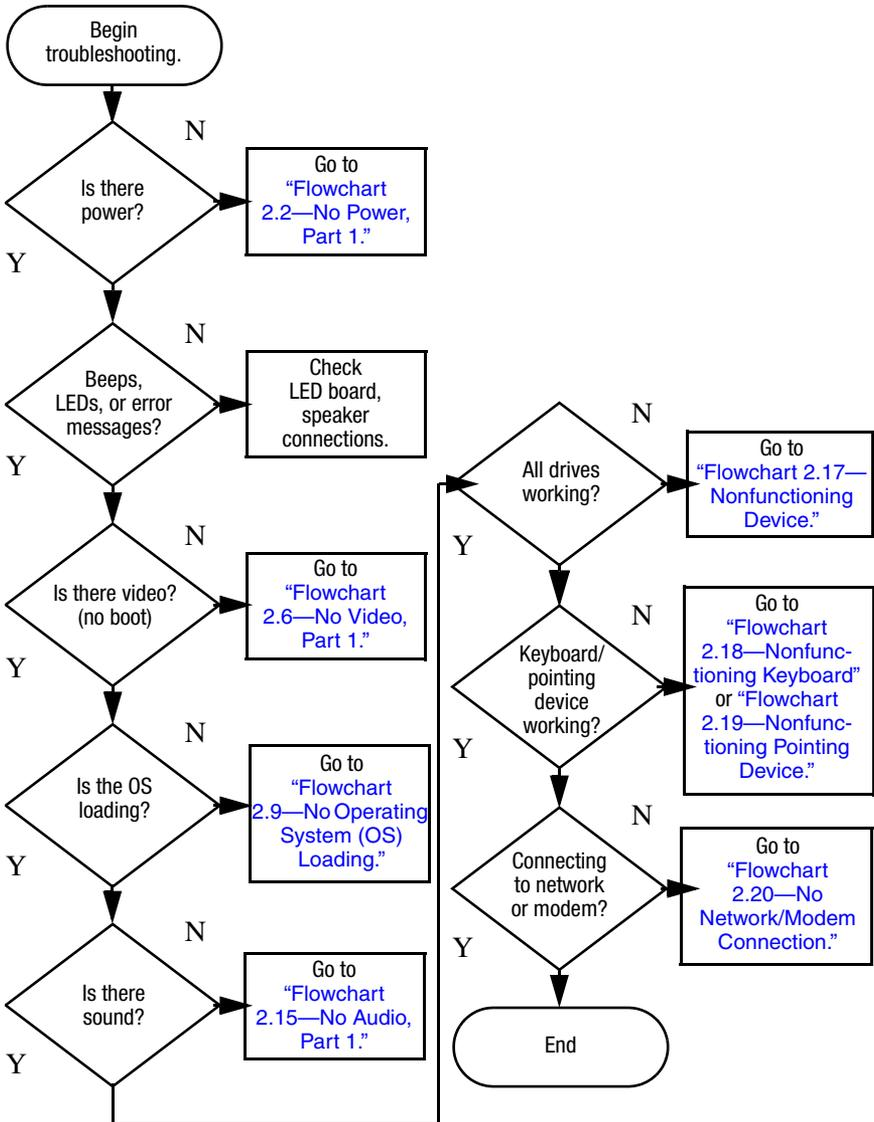 Begin
troubleshooting.
N
Is there
power?
Go to
“Flowchart
2.2—No Power,
Part 1.”
Y
N
Beeps,
LEDs, or error
messages?
Check
LED board,
speaker
connections.
Y
N
Is there video?
(no boot)
Go to
“Flowchart
2.6—No Video,
Part 1.”
Y
N
Is the OS
loading?
Go to
“Flowchart
2.9—No Operating
System (OS)
Loading.”
Y
N
Is there
sound?
Go to
“Flowchart
2.15—No Audio,
Part 1.”
Y
N
All drives
working?
Go to
“Flowchart 2.17—
Nonfunctioning
Device.”
Y
N
Keyboard/
pointing
device
working?
Go to
“Flowchart
2.18—Nonfunc-
tioning Keyboard”
or “Flowchart
2.19—Nonfunc-
tioning Pointing
Device.”
Y
N
Connecting
to network
or modem?
Go to
“Flowchart
2.20—No
Network/Modem
Connection.”
Y
End